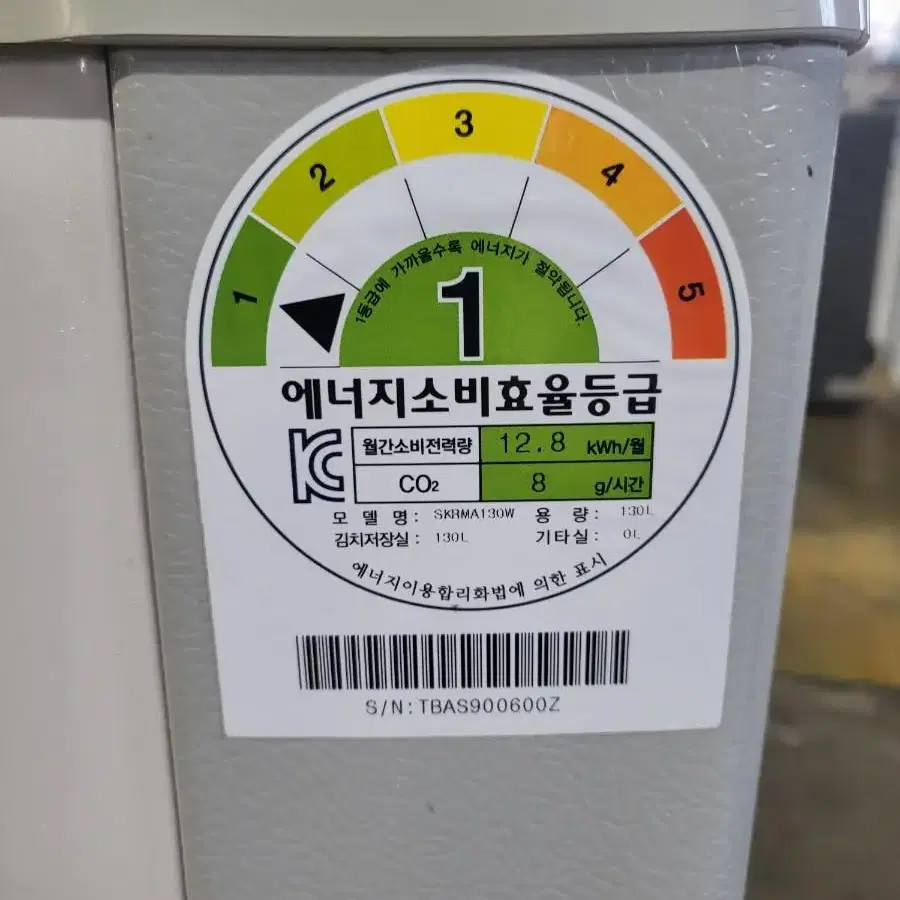 1
2
3
4
5
1등급에 가까울수록 에너지가 절약됩니다.
1
에너지소비효율등급
월간소비전력량 12.8 kWh/월
CO₂ 8 g/시간
모 델 명 : SKRMA130W 용 량 : 130L
김치저장실 : 130L 기타실 : 0L
에너지이용합리화법에 의한 표시
S/N:TBAS900600Z